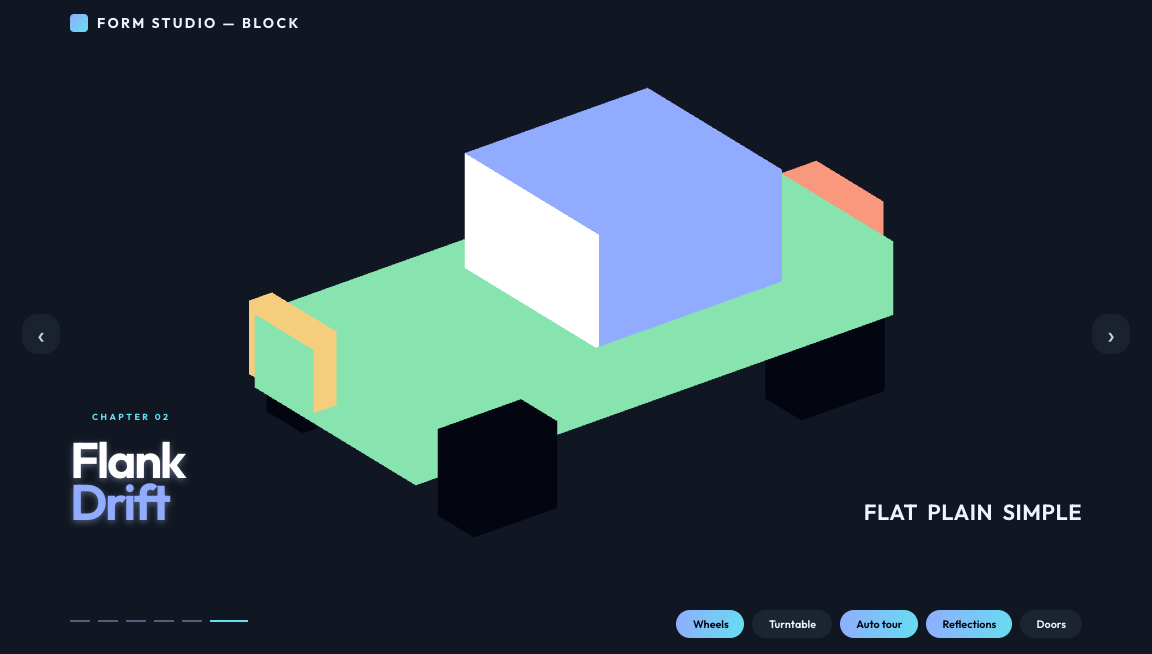 FORM STUDIO — BLOCK
CHAPTER 02
Flank
Drift
FLAT PLAIN SIMPLE
Wheels
Turntable
Auto tour
Reflections
Doors